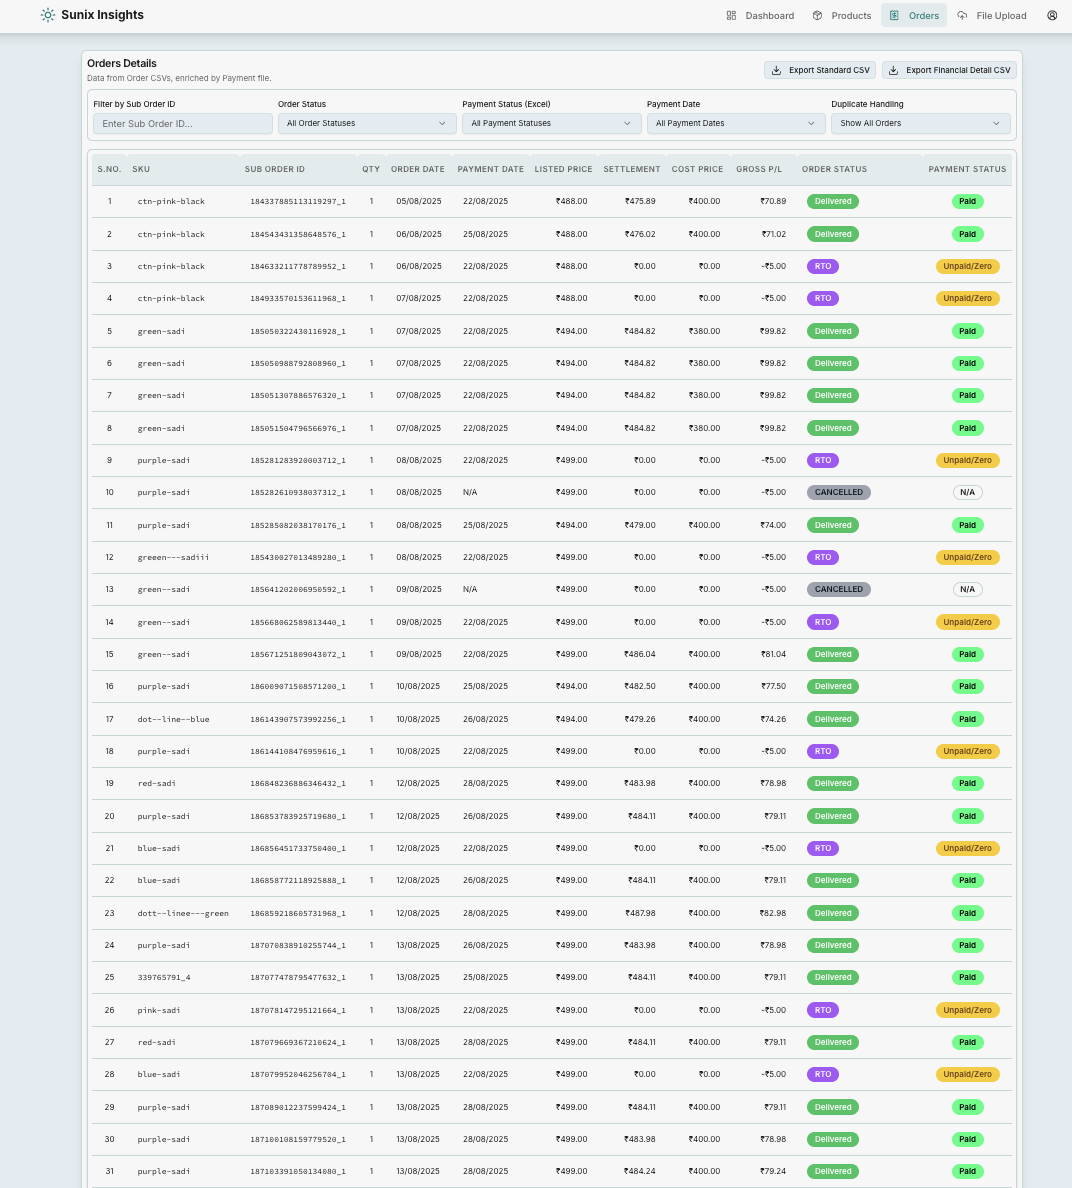 Sunix Insights
Dashboard Products Orders File Upload
Orders Details
Data from Order CSVs, enriched by Payment file.
Export Standard CSV Export Financial Detail CSV
Filter by Sub Order ID Order Status Payment Status (Excel) Payment Date Duplicate Handling
Enter Sub Order ID... All Order Statuses All Payment Statuses All Payment Dates Show All Orders
S.NO. SKU SUB ORDER ID QTY ORDER DATE PAYMENT DATE LISTED PRICE SETTLEMENT COST PRICE GROSS P/L ORDER STATUS PAYMENT STATUS
1 ctn-pink-black 184337885113119297_1 1 05/08/2025 22/08/2025 ₹488.00 ₹475.89 ₹400.00 ₹70.89 Delivered Paid
2 ctn-pink-black 184543431358648576_1 1 06/08/2025 25/08/2025 ₹488.00 ₹476.02 ₹400.00 ₹71.02 Delivered Paid
3 ctn-pink-black 184633211778789952_1 1 06/08/2025 22/08/2025 ₹488.00 ₹0.00 ₹0.00 -₹5.00 RTO Unpaid/Zero
4 ctn-pink-black 184933570153611968_1 1 07/08/2025 22/08/2025 ₹488.00 ₹0.00 ₹0.00 -₹5.00 RTO Unpaid/Zero
5 green-sadi 185050322430116928_1 1 07/08/2025 22/08/2025 ₹494.00 ₹484.82 ₹380.00 ₹99.82 Delivered Paid
6 green-sadi 185050988792808960_1 1 07/08/2025 22/08/2025 ₹494.00 ₹484.82 ₹380.00 ₹99.82 Delivered Paid
7 green-sadi 185051307886576320_1 1 07/08/2025 22/08/2025 ₹494.00 ₹484.82 ₹380.00 ₹99.82 Delivered Paid
8 green-sadi 185051504796566976_1 1 07/08/2025 22/08/2025 ₹494.00 ₹484.82 ₹380.00 ₹99.82 Delivered Paid
9 purple-sadi 185281283920003712_1 1 08/08/2025 22/08/2025 ₹499.00 ₹0.00 ₹0.00 -₹5.00 RTO Unpaid/Zero
10 purple-sadi 185282610938037312_1 1 08/08/2025 N/A ₹499.00 ₹0.00 ₹0.00 -₹5.00 CANCELLED N/A
11 purple-sadi 185285082038170176_1 1 08/08/2025 25/08/2025 ₹494.00 ₹479.00 ₹400.00 ₹74.00 Delivered Paid
12 greeen---sadiii 185430027013489280_1 1 08/08/2025 22/08/2025 ₹499.00 ₹0.00 ₹0.00 -₹5.00 RTO Unpaid/Zero
13 green--sadi 185641202006950592_1 1 09/08/2025 N/A ₹499.00 ₹0.00 ₹0.00 -₹5.00 CANCELLED N/A
14 green--sadi 185668062589813440_1 1 09/08/2025 22/08/2025 ₹499.00 ₹0.00 ₹0.00 -₹5.00 RTO Unpaid/Zero
15 green--sadi 185671251809043072_1 1 09/08/2025 22/08/2025 ₹499.00 ₹486.04 ₹400.00 ₹81.04 Delivered Paid
16 purple-sadi 186009071508571200_1 1 10/08/2025 25/08/2025 ₹494.00 ₹482.50 ₹400.00 ₹77.50 Delivered Paid
17 dot--line--blue 186143907573992256_1 1 10/08/2025 26/08/2025 ₹494.00 ₹479.26 ₹400.00 ₹74.26 Delivered Paid
18 purple-sadi 186144108476959616_1 1 10/08/2025 22/08/2025 ₹499.00 ₹0.00 ₹0.00 -₹5.00 RTO Unpaid/Zero
19 red-sadi 186848236886346432_1 1 12/08/2025 28/08/2025 ₹499.00 ₹483.98 ₹400.00 ₹78.98 Delivered Paid
20 purple-sadi 186853783925719680_1 1 12/08/2025 26/08/2025 ₹499.00 ₹484.11 ₹400.00 ₹79.11 Delivered Paid
21 blue-sadi 186856451733750400_1 1 12/08/2025 22/08/2025 ₹499.00 ₹0.00 ₹0.00 -₹5.00 RTO Unpaid/Zero
22 blue-sadi 186858772118925888_1 1 12/08/2025 26/08/2025 ₹499.00 ₹484.11 ₹400.00 ₹79.11 Delivered Paid
23 dott--linee---green 186859218605731968_1 1 12/08/2025 28/08/2025 ₹499.00 ₹487.98 ₹400.00 ₹82.98 Delivered Paid
24 purple-sadi 187070838910255744_1 1 13/08/2025 26/08/2025 ₹499.00 ₹483.98 ₹400.00 ₹78.98 Delivered Paid
25 339765791_4 187077478795477632_1 1 13/08/2025 25/08/2025 ₹499.00 ₹484.11 ₹400.00 ₹79.11 Delivered Paid
26 pink-sadi 187078147295121664_1 1 13/08/2025 22/08/2025 ₹499.00 ₹0.00 ₹0.00 -₹5.00 RTO Unpaid/Zero
27 red-sadi 187079669367210624_1 1 13/08/2025 28/08/2025 ₹499.00 ₹484.11 ₹400.00 ₹79.11 Delivered Paid
28 blue-sadi 187079952046256704_1 1 13/08/2025 22/08/2025 ₹499.00 ₹0.00 ₹0.00 -₹5.00 RTO Unpaid/Zero
29 purple-sadi 187089012237599424_1 1 13/08/2025 28/08/2025 ₹499.00 ₹484.11 ₹400.00 ₹79.11 Delivered Paid
30 purple-sadi 187100108159779520_1 1 13/08/2025 28/08/2025 ₹499.00 ₹483.98 ₹400.00 ₹78.98 Delivered Paid
31 purple-sadi 187103391050134080_1 1 13/08/2025 28/08/2025 ₹499.00 ₹484.24 ₹400.00 ₹79.24 Delivered Paid